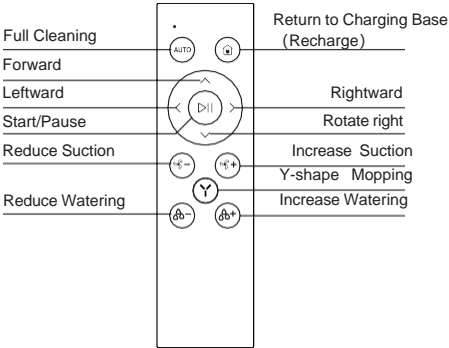 Full Cleaning
Return to Charging Base
(Recharge)
AUTO
Forward
Leftward
Rightward
Start/Pause
Rotate right
Reduce Suction
Increase Suction
Y-shape Mopping
Reduce Watering
Increase Watering